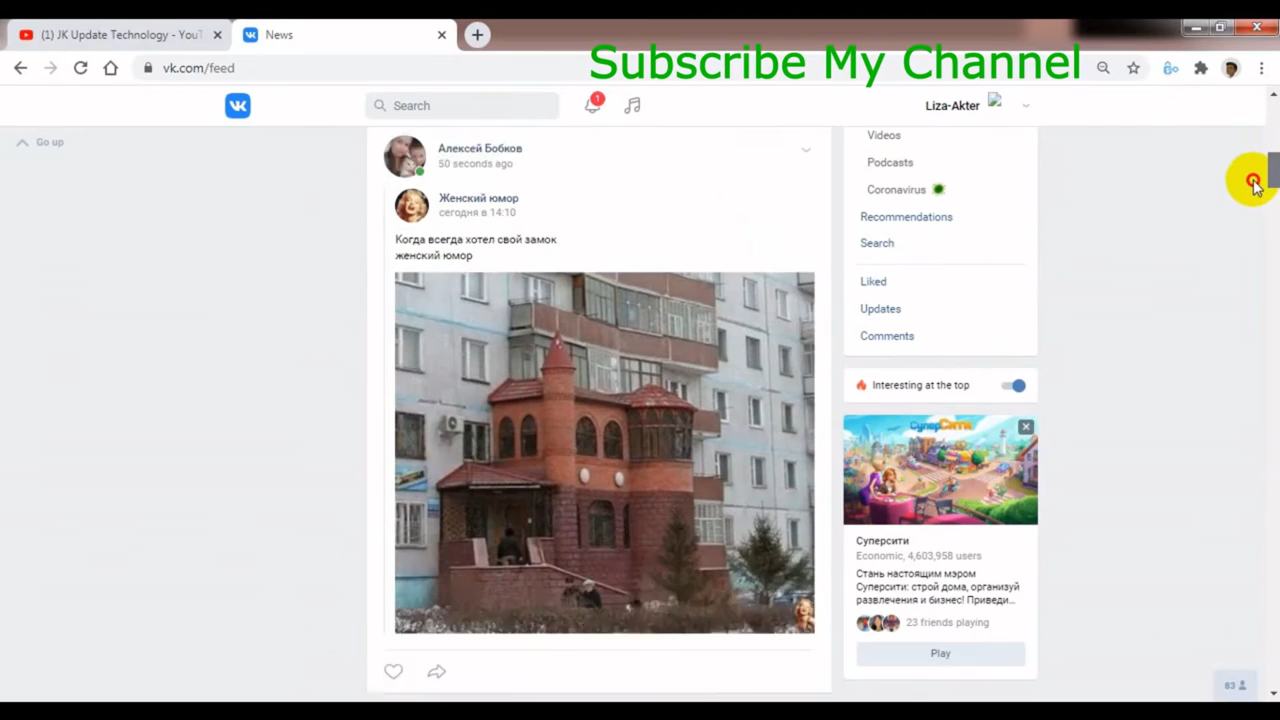 (1) JK Update Technology - YouT
News
Subscribe My Channel
vk.com/feed
Search
1
Liza-Akter
Go up
Алексей Бобков
50 seconds ago
Женский юмор
сегодня в 14:10
Когда всегда хотел свой замок
женский юмор
Videos
Podcasts
Coronavirus
Recommendations
Search
Liked
Updates
Comments
Interesting at the top
СуперСити
Суперсити
Economic, 4,603,958 users
Стань настоящим мэром
Суперсити: строй дома, организуй
развлечения и бизнес! Приведи...
23 friends playing
Play
83